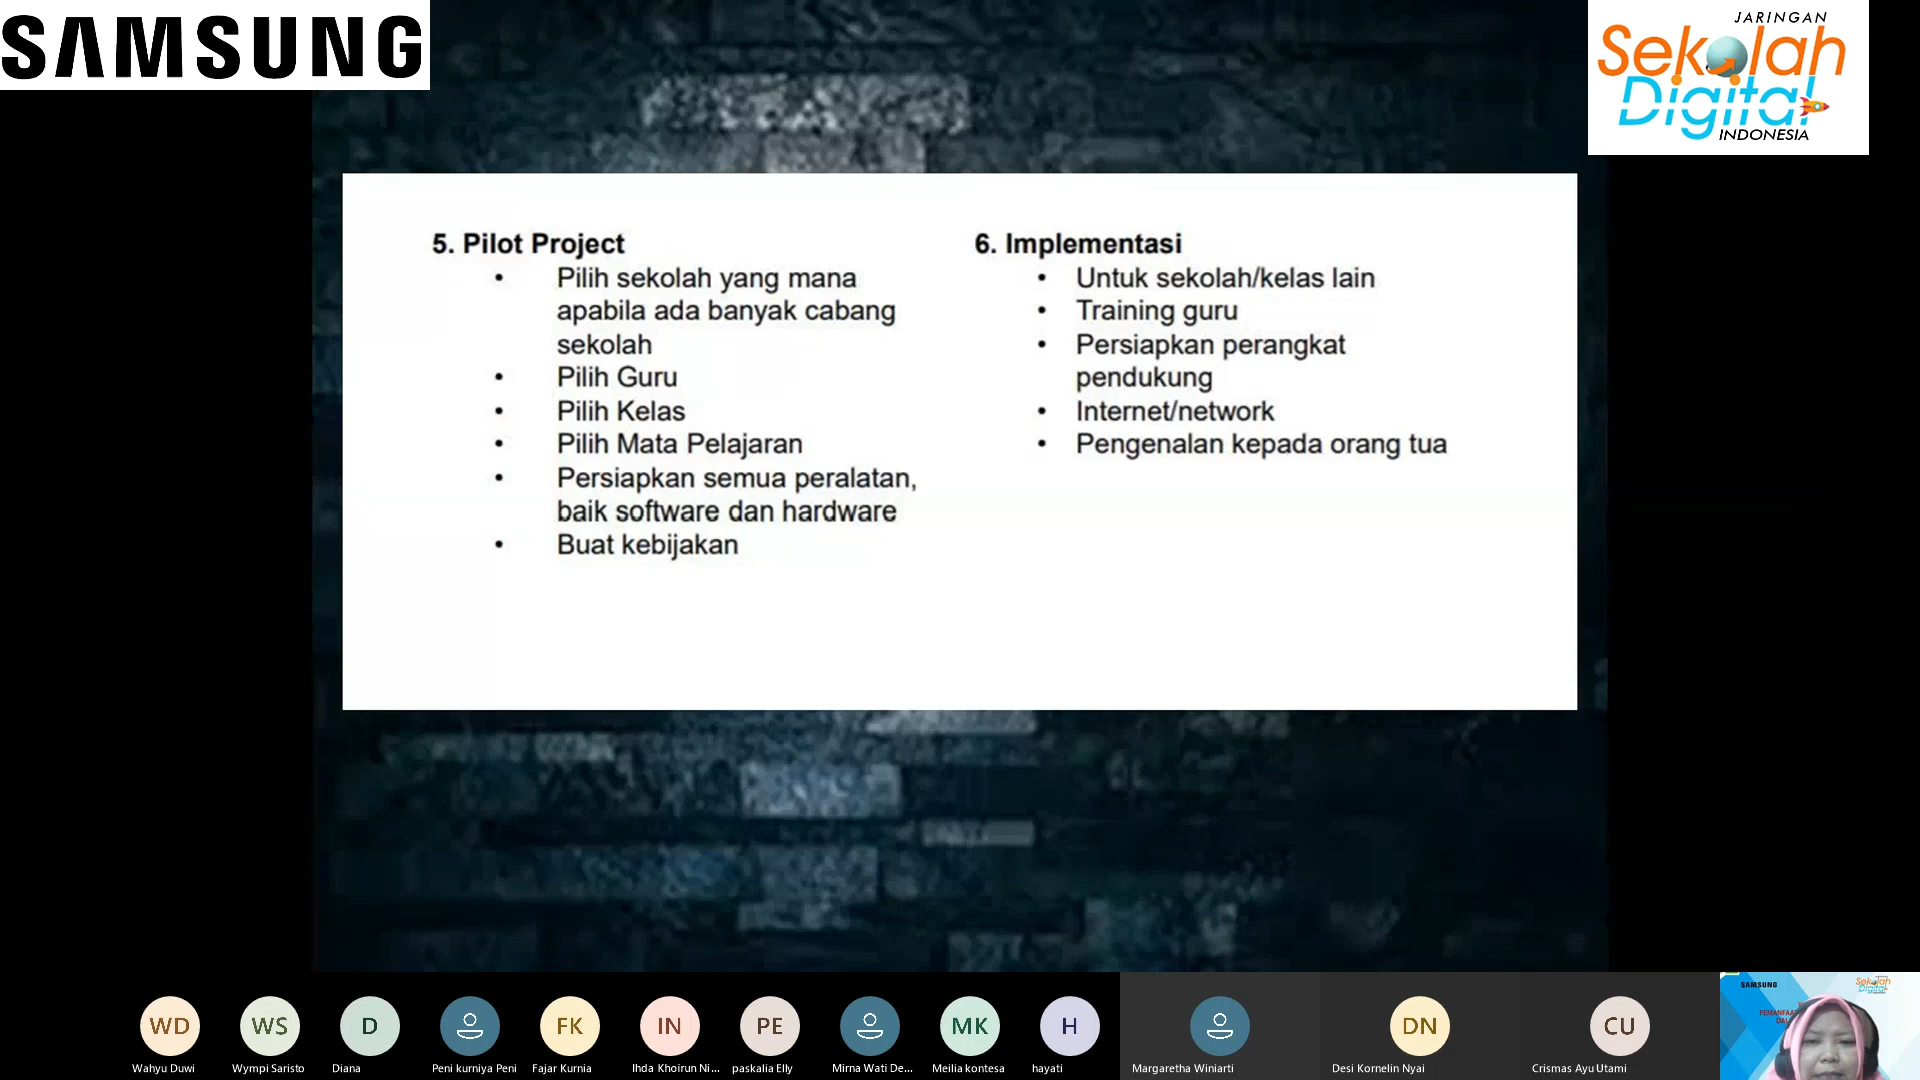 SAMSUNG
JARINGAN
Sekolah
Digital
INDONESIA
5. Pilot Project
• Pilih sekolah yang mana
apabila ada banyak cabang
sekolah
• Pilih Guru
• Pilih Kelas
• Pilih Mata Pelajaran
• Persiapkan semua peralatan,
baik software dan hardware
• Buat kebijakan
6. Implementasi
• Untuk sekolah/kelas lain
• Training guru
• Persiapkan perangkat
pendukung
• Internet/network
• Pengenalan kepada orang tua
WD
WS
D
FK
IN
PE
MK
H
DN
CU
Wahyu Duwi
Wympi Saristo
Diana
Peni kurniya Peni
Fajar Kurnia
Ihda Khoirun Ni...
paskalia Elly
Mirna Wati De...
Meilia kontesa
hayati
Margaretha Winiarti
Desi Kornelin Nyai
Crismas Ayu Utami
SAMSUNG
Sekolah
Digital